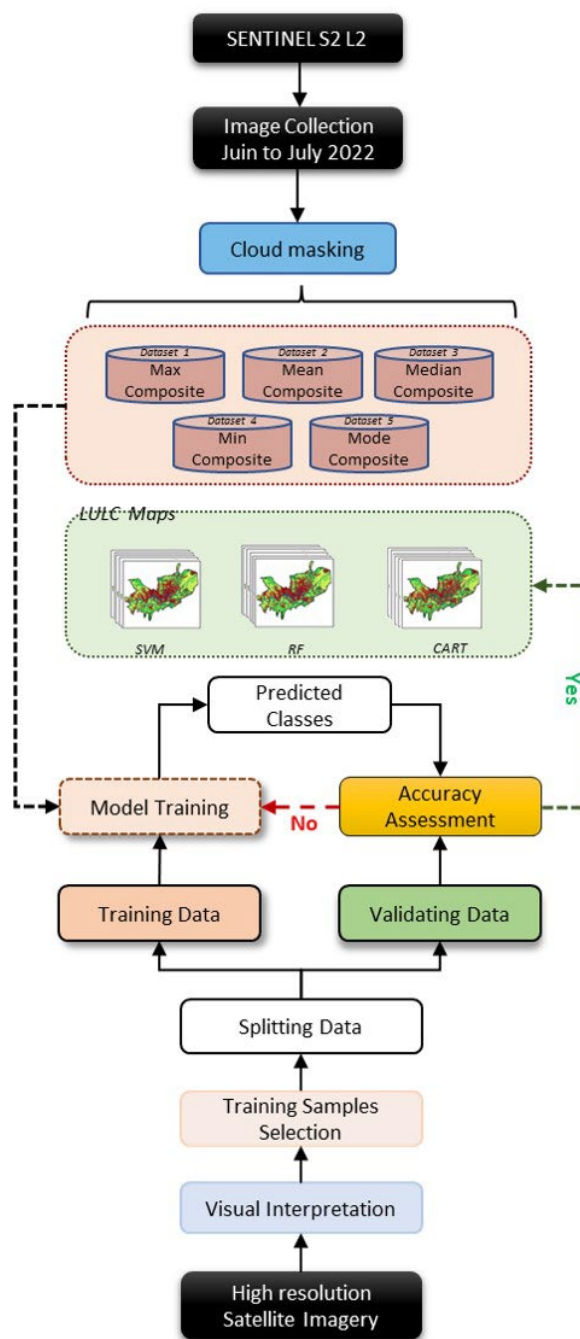 SENTINEL S2 L2
Image Collection
Juin to July 2022
Cloud masking
Dataset 1
Max
Composite
Dataset 2
Mean
Composite
Dataset 3
Median
Composite
Dataset 4
Min
Composite
Dataset 5
Mode
Composite
LULC Maps
SVM
RF
CART
Yes
Predicted
Classes
Model Training
No
Accuracy
Assessment
Training Data
Validating Data
Splitting Data
Training Samples
Selection
Visual Interpretation
High resolution
Satellite Imagery